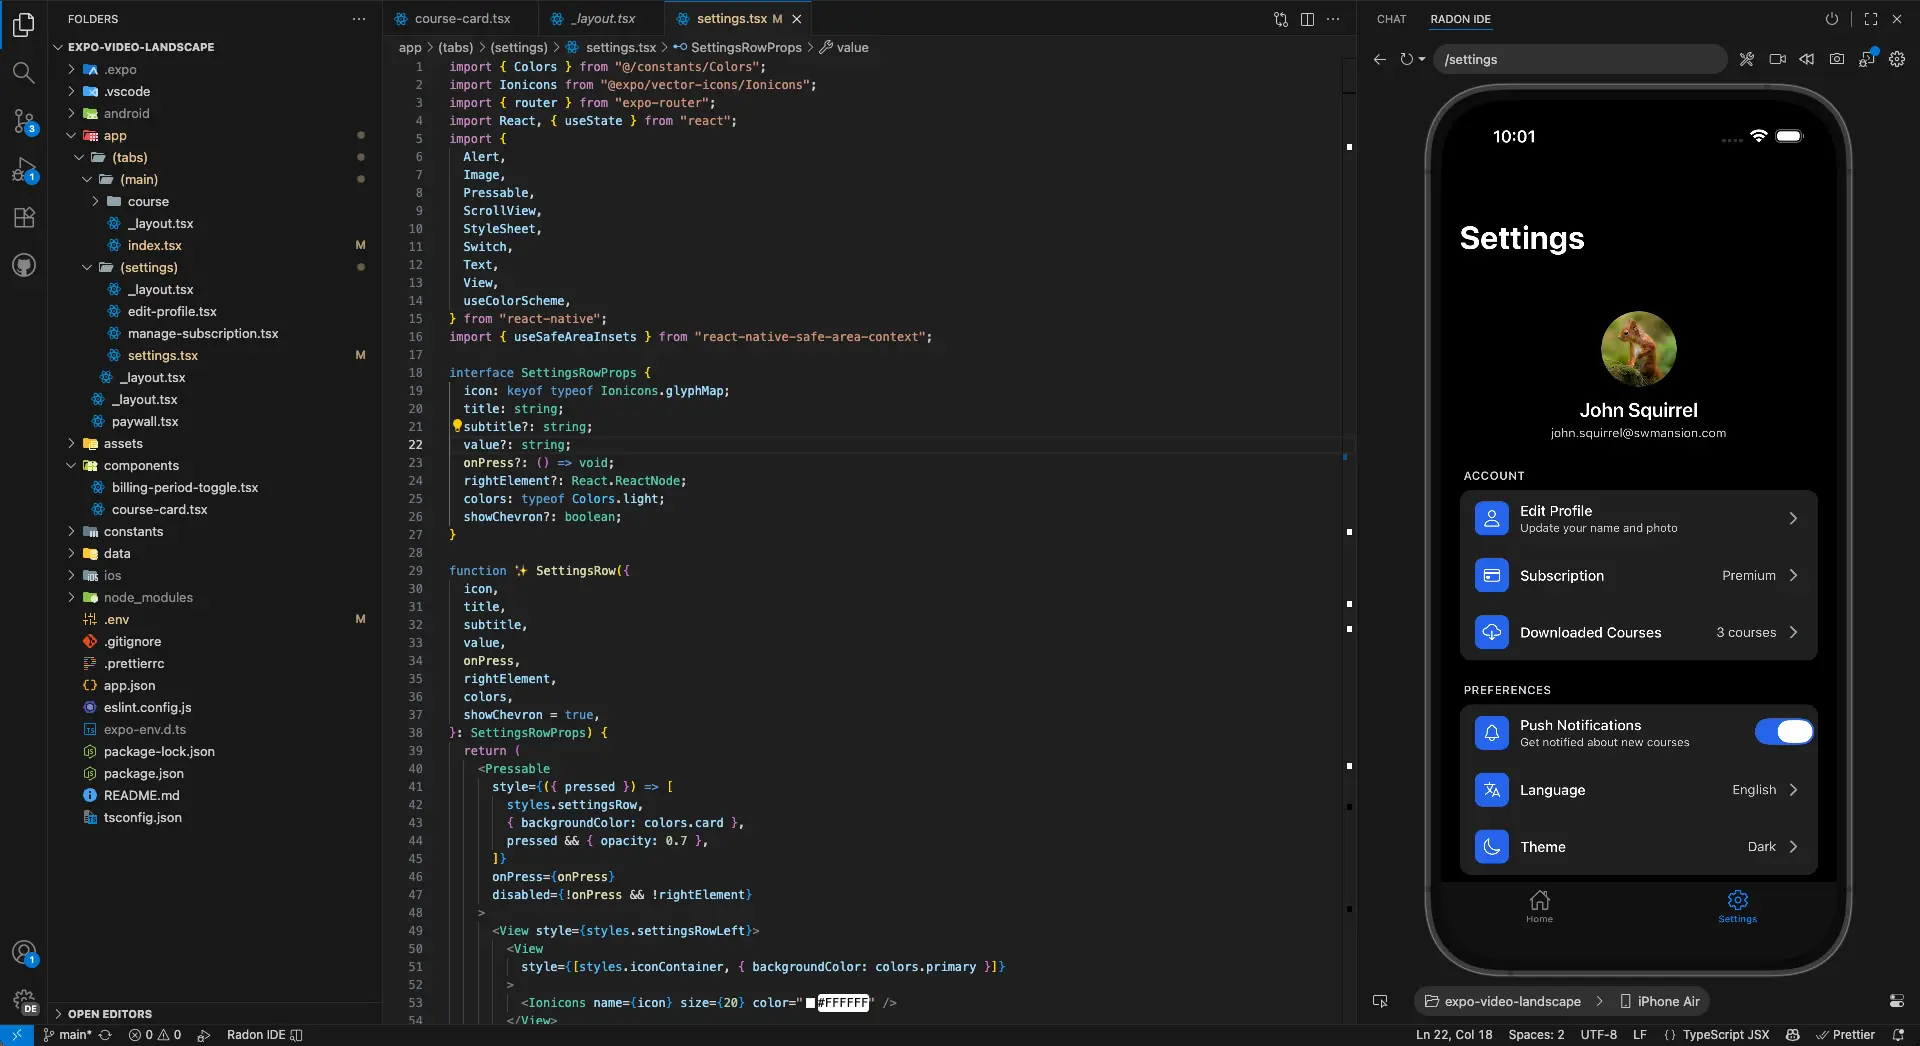 FOLDERS
EXPO-VIDEO-LANDSCAPE
.expo
.vscode
android
app
(tabs)
(main)
course
_layout.tsx
index.tsx M
(settings)
_layout.tsx
edit-profile.tsx
manage-subscription.tsx
settings.tsx M
_layout.tsx
_layout.tsx
paywall.tsx
assets
components
billing-period-toggle.tsx
course-card.tsx
constants
data
ios
node_modules
.env M
.gitignore
.prettierrc
app.json
eslint.config.js
expo-env.d.ts
package-lock.json
package.json
README.md
tsconfig.json
OPEN EDITORS
3
1
1
DE
course-card.tsx _layout.tsx settings.tsx M
app > (tabs) > (settings) > settings.tsx > SettingsRowProps > value
1 import { Colors } from "@/constants/Colors";
2 import Ionicons from "@expo/vector-icons/Ionicons";
3 import { router } from "expo-router";
4 import React, { useState } from "react";
5 import {
6 Alert,
7 Image,
8 Pressable,
9 ScrollView,
10 StyleSheet,
11 Switch,
12 Text,
13 View,
14 useColorScheme,
15 } from "react-native";
16 import { useSafeAreaInsets } from "react-native-safe-area-context";
17
18 interface SettingsRowProps {
19 icon: keyof typeof Ionicons.glyphMap;
20 title: string;
21 subtitle?: string;
22 value?: string;
23 onPress?: () => void;
24 rightElement?: React.ReactNode;
25 colors: typeof Colors.light;
26 showChevron?: boolean;
27 }
28
29 function ✨ SettingsRow({
30 icon,
31 title,
32 subtitle,
33 value,
34 onPress,
35 rightElement,
36 colors,
37 showChevron = true,
38 }: SettingsRowProps) {
39 return (
40 <Pressable
41 style={({ pressed }) => [
42 styles.settingsRow,
43 { backgroundColor: colors.card },
44 pressed && { opacity: 0.7 },
45 ]}
46 onPress={onPress}
47 disabled={!onPress && !rightElement}
48 >
49 <View style={styles.settingsRowLeft}>
50 <View
51 style={[styles.iconContainer, { backgroundColor: colors.primary }]}
52 >
53 <Ionicons name={icon} size={20} color="#FFFFFF" />
54 </View>
CHAT RADON IDE
/settings
10:01
Settings
John Squirrel
john.squirrel@swmansion.com
ACCOUNT
Edit Profile
Update your name and photo
Subscription Premium
Downloaded Courses 3 courses
PREFERENCES
Push Notifications
Get notified about new courses
Language English
Theme Dark
Home Settings
expo-video-landscape > iPhone Air
main* 0 0 Radon IDE
Ln 22, Col 18 Spaces: 2 UTF-8 LF {} TypeScript JSX Prettier